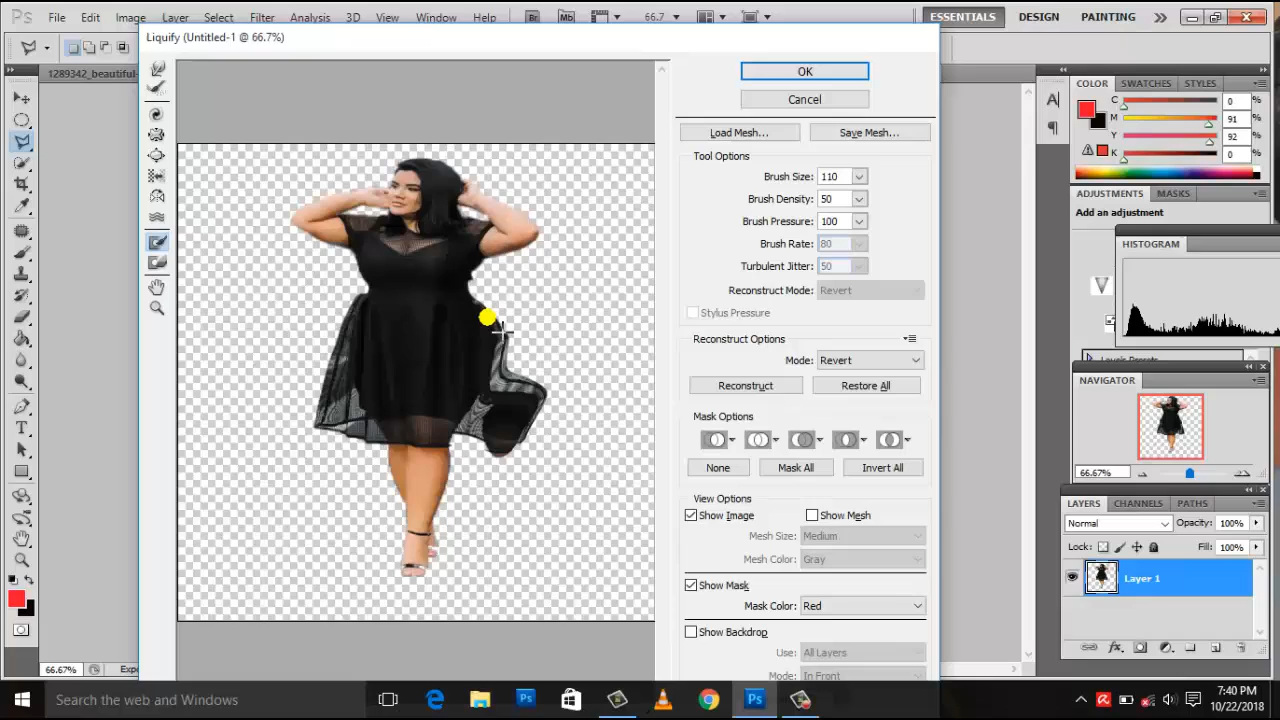 Ps File Edit Image Layer Select Filter Analysis 3D View Window Help Br Mb 66.7 ESSENTIALS DESIGN PAINTING
Liquify (Untitled-1 @ 66.7%)
1289342_beautiful-
OK
Cancel
Load Mesh... Save Mesh...
Tool Options
Brush Size: 110
Brush Density: 50
Brush Pressure: 100
Brush Rate: 80
Turbulent Jitter: 50
Reconstruct Mode: Revert
Stylus Pressure
Reconstruct Options
Mode: Revert
Reconstruct Restore All
Mask Options
None Mask All Invert All
View Options
Show Image Show Mesh
Mesh Size: Medium
Mesh Color: Gray
Show Mask
Mask Color: Red
Show Backdrop
Use: All Layers
Mode: In Front
COLOR SWATCHES STYLES
C 0 %
M 91 %
Y 92 %
K 0 %
ADJUSTMENTS MASKS
Add an adjustment
HISTOGRAM
Levels Presets
NAVIGATOR
66.67%
LAYERS CHANNELS PATHS
Normal Opacity: 100%
Lock: Fill: 100%
Layer 1
66.67% Expo
Search the web and Windows
7:40 PM
10/22/2018